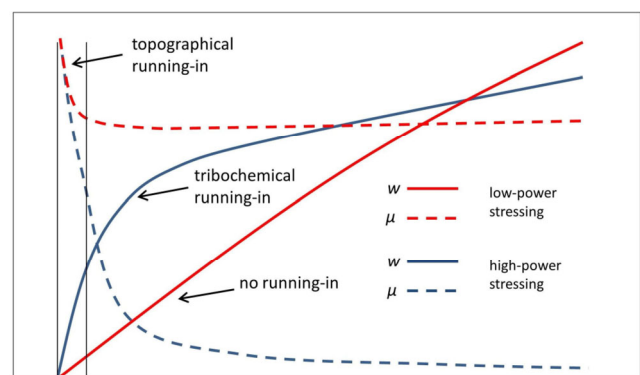 topographical
running-in
tribochemical
running-in
no running-in
w
μ
low-power
stressing
w
μ
high-power
stressing